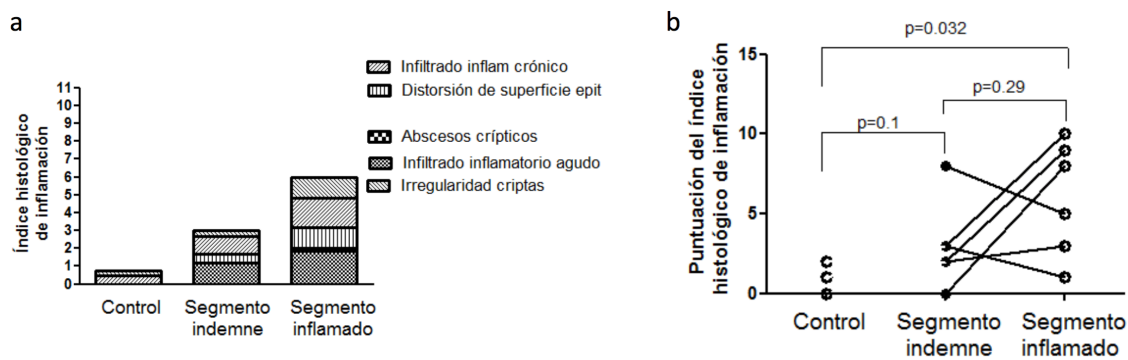 a
Infiltrado inflam crónico
Distorsión de superficie epit
Abscesos crípticos
Infiltrado inflamatorio agudo
Irregularidad criptas
Índice histológico
de inflamación
11
10
9
8
7
6
5
4
3
2
1
0
Control
Segmento
indemne
Segmento
inflamado
b
p=0.032
p=0.29
p=0.1
Puntuación del índice
histológico de inflamación
15
10
5
0
Control
Segmento
indemne
Segmento
inflamado